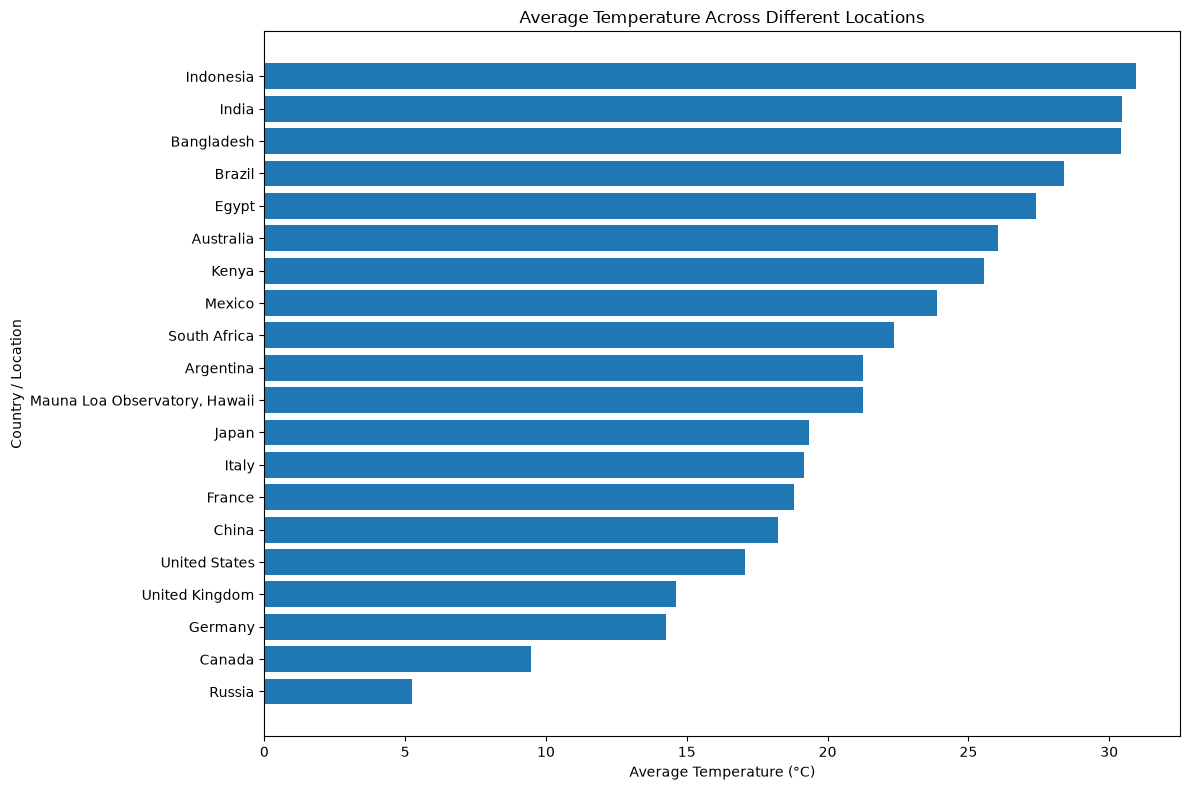 Average Temperature Across Different Locations
Country / Location
Indonesia
India
Bangladesh
Brazil
Egypt
Australia
Kenya
Mexico
South Africa
Argentina
Mauna Loa Observatory, Hawaii
Japan
Italy
France
China
United States
United Kingdom
Germany
Canada
Russia
0 5 10 15 20 25 30
Average Temperature (°C)